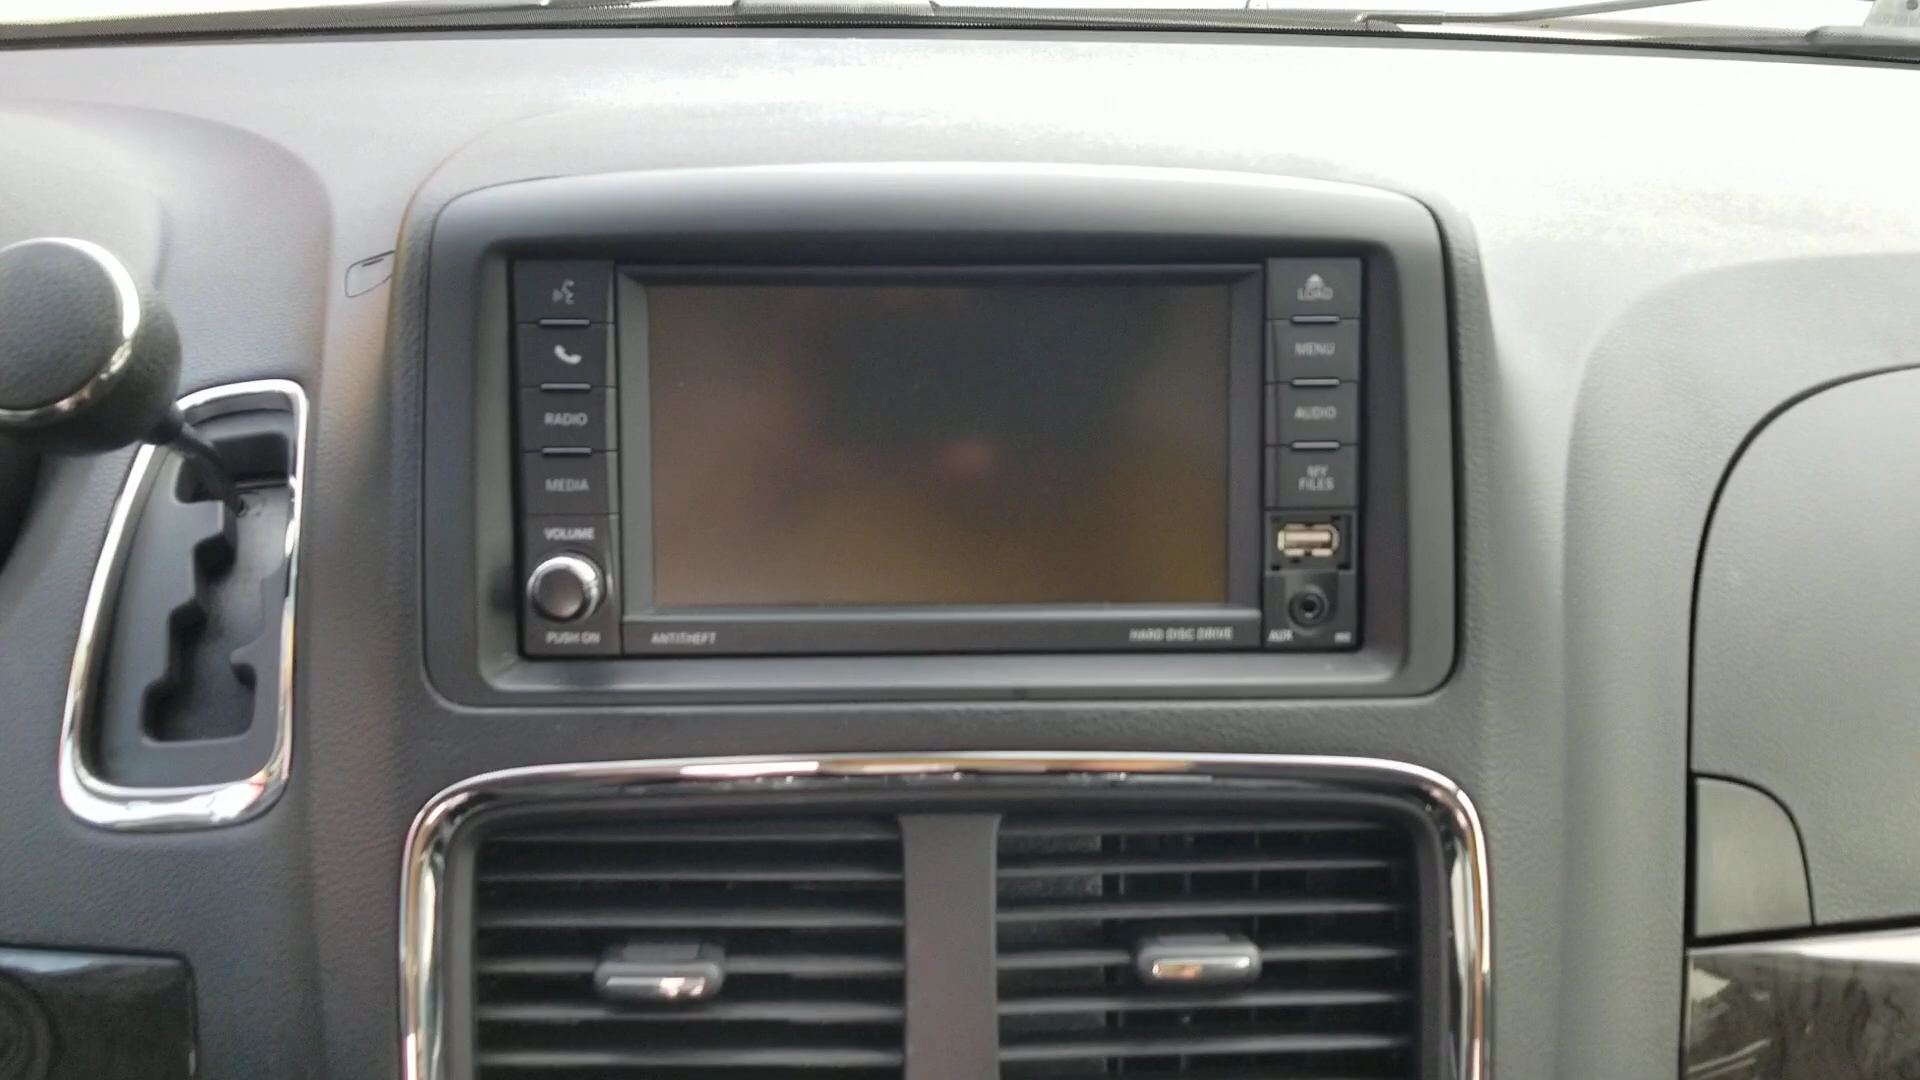 RADIO
MEDIA
VOLUME
PUSH ON
ANTITHEFT
HARD DISC DRIVE
LOAD
MENU
AUDIO
MY
FILES
AUX